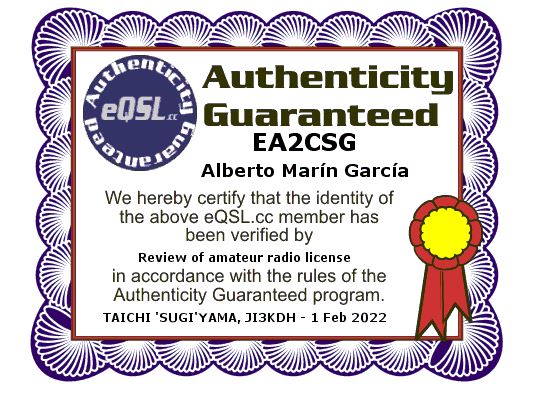 Authenticity
Guaranteed
eQSL.cc
Authenticity
Guaranteed
EA2CSG
Alberto Marín García
We hereby certify that the identity of
the above eQSL.cc member has
been verified by
Review of amateur radio license
in accordance with the rules of the
Authenticity Guaranteed program.
TAICHI 'SUGI'YAMA, JI3KDH - 1 Feb 2022